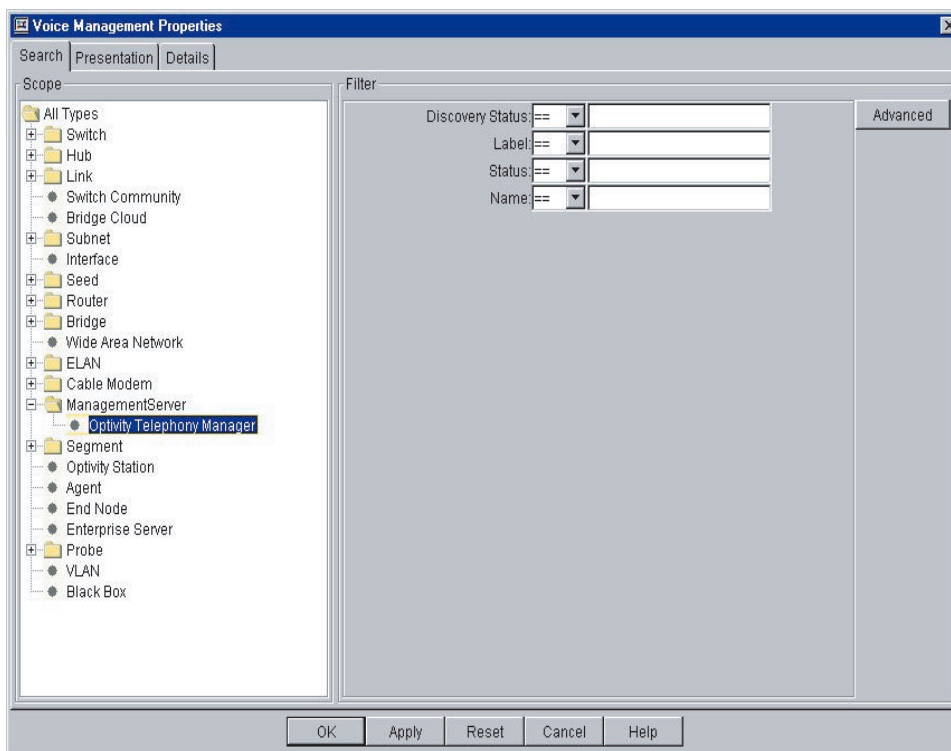 Voice Management Properties
Search Presentation Details
Scope
All Types
Switch
Hub
Link
Switch Community
Bridge Cloud
Subnet
Interface
Seed
Router
Bridge
Wide Area Network
ELAN
Cable Modem
ManagementServer
Optivity Telephony Manager
Segment
Optivity Station
Agent
End Node
Enterprise Server
Probe
VLAN
Black Box
Filter
Discovery Status: ==
Label: ==
Status: ==
Name: ==
Advanced
OK Apply Reset Cancel Help